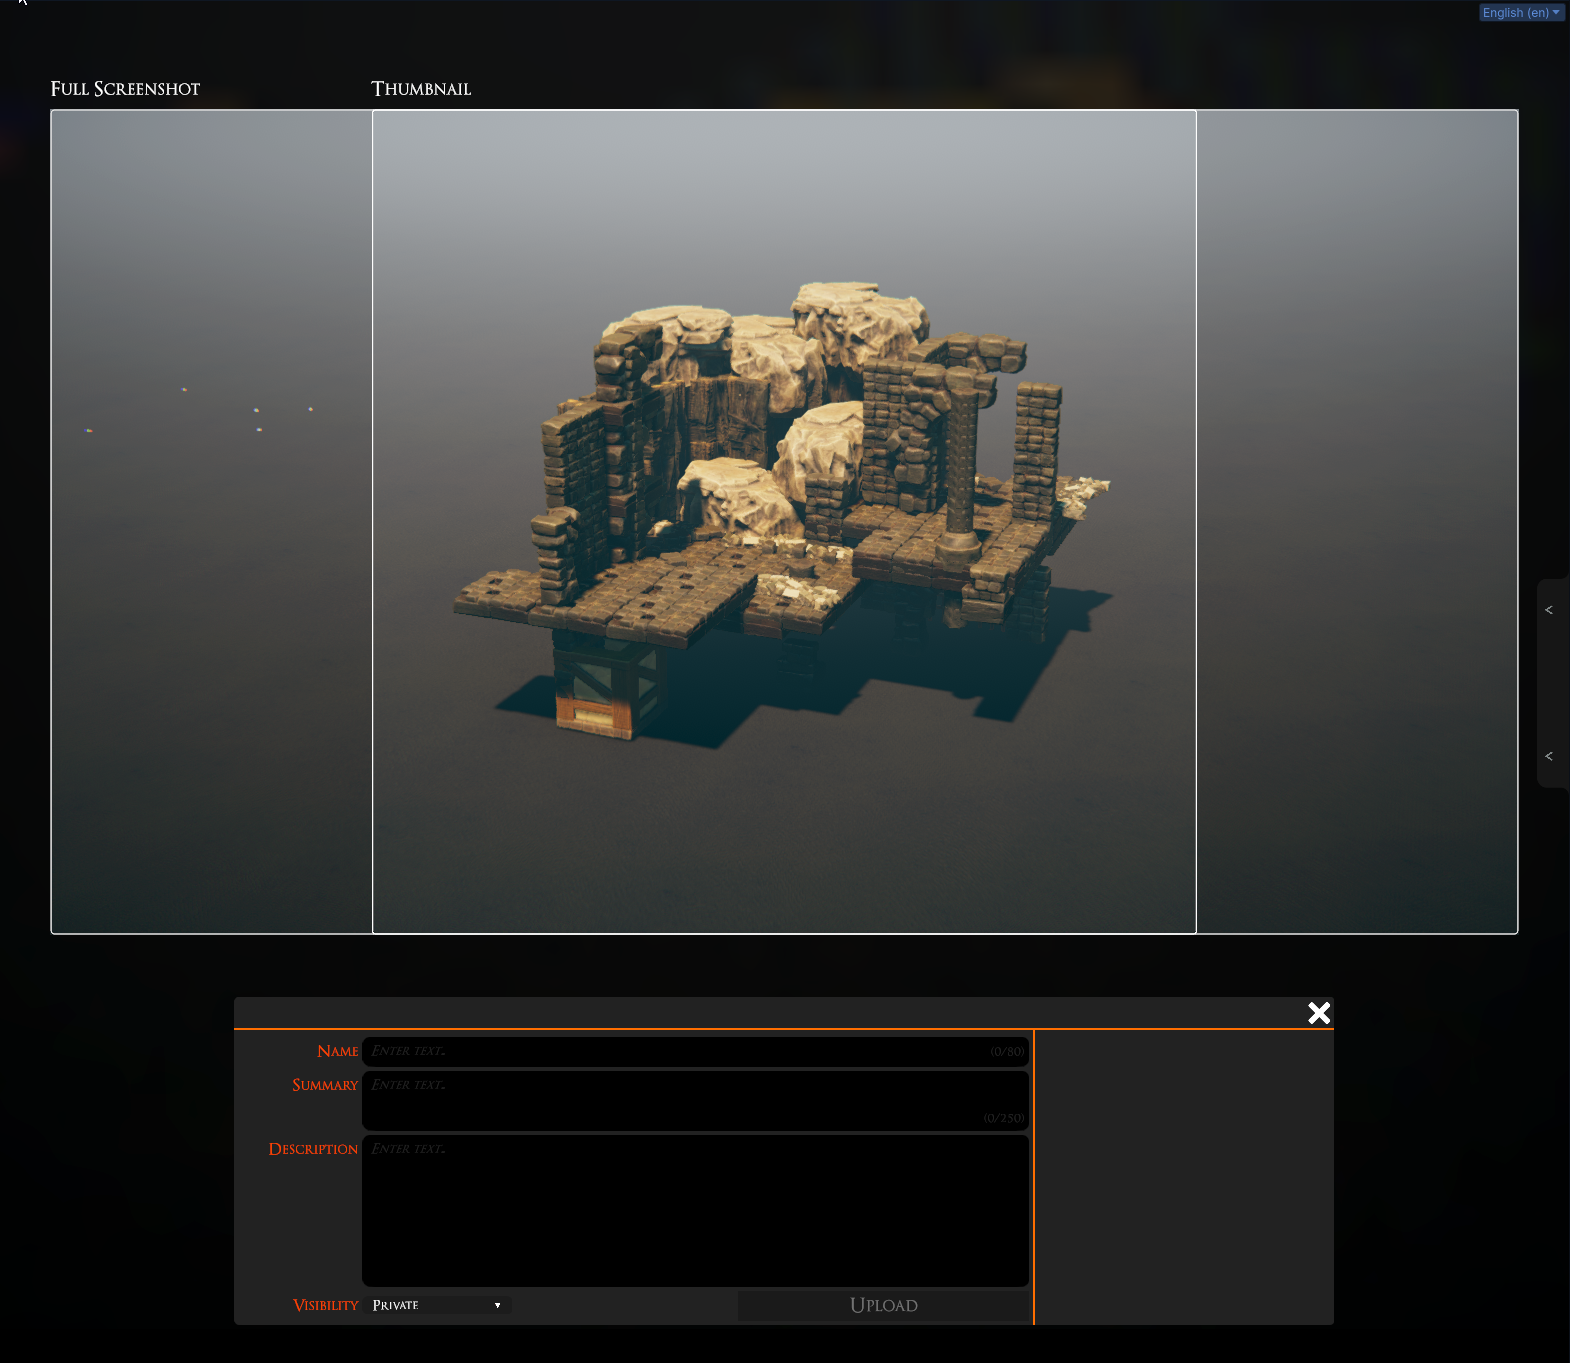 English (en)
Full Screenshot
Thumbnail
Name
Enter text..
(0/80)
Summary
Enter text..
(0/250)
Description
Enter text..
Visibility
Private
Upload